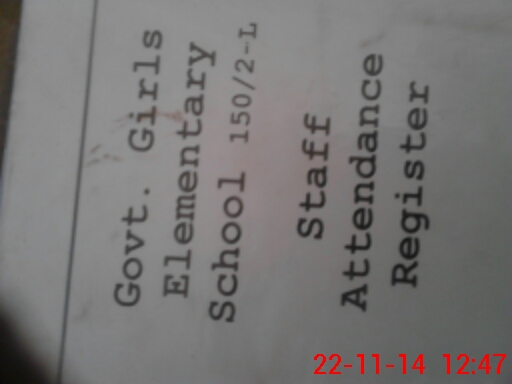 Govt. Girls
Elementary
School 150/2-L
Staff
Attendance
Register
22-11-14 12:47